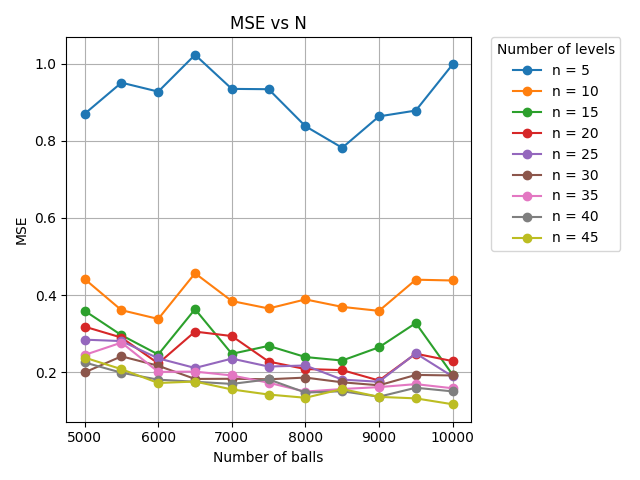 MSE vs N
MSE
1.0
0.8
0.6
0.4
0.2
5000 6000 7000 8000 9000 10000
Number of balls
Number of levels
n = 5
n = 10
n = 15
n = 20
n = 25
n = 30
n = 35
n = 40
n = 45